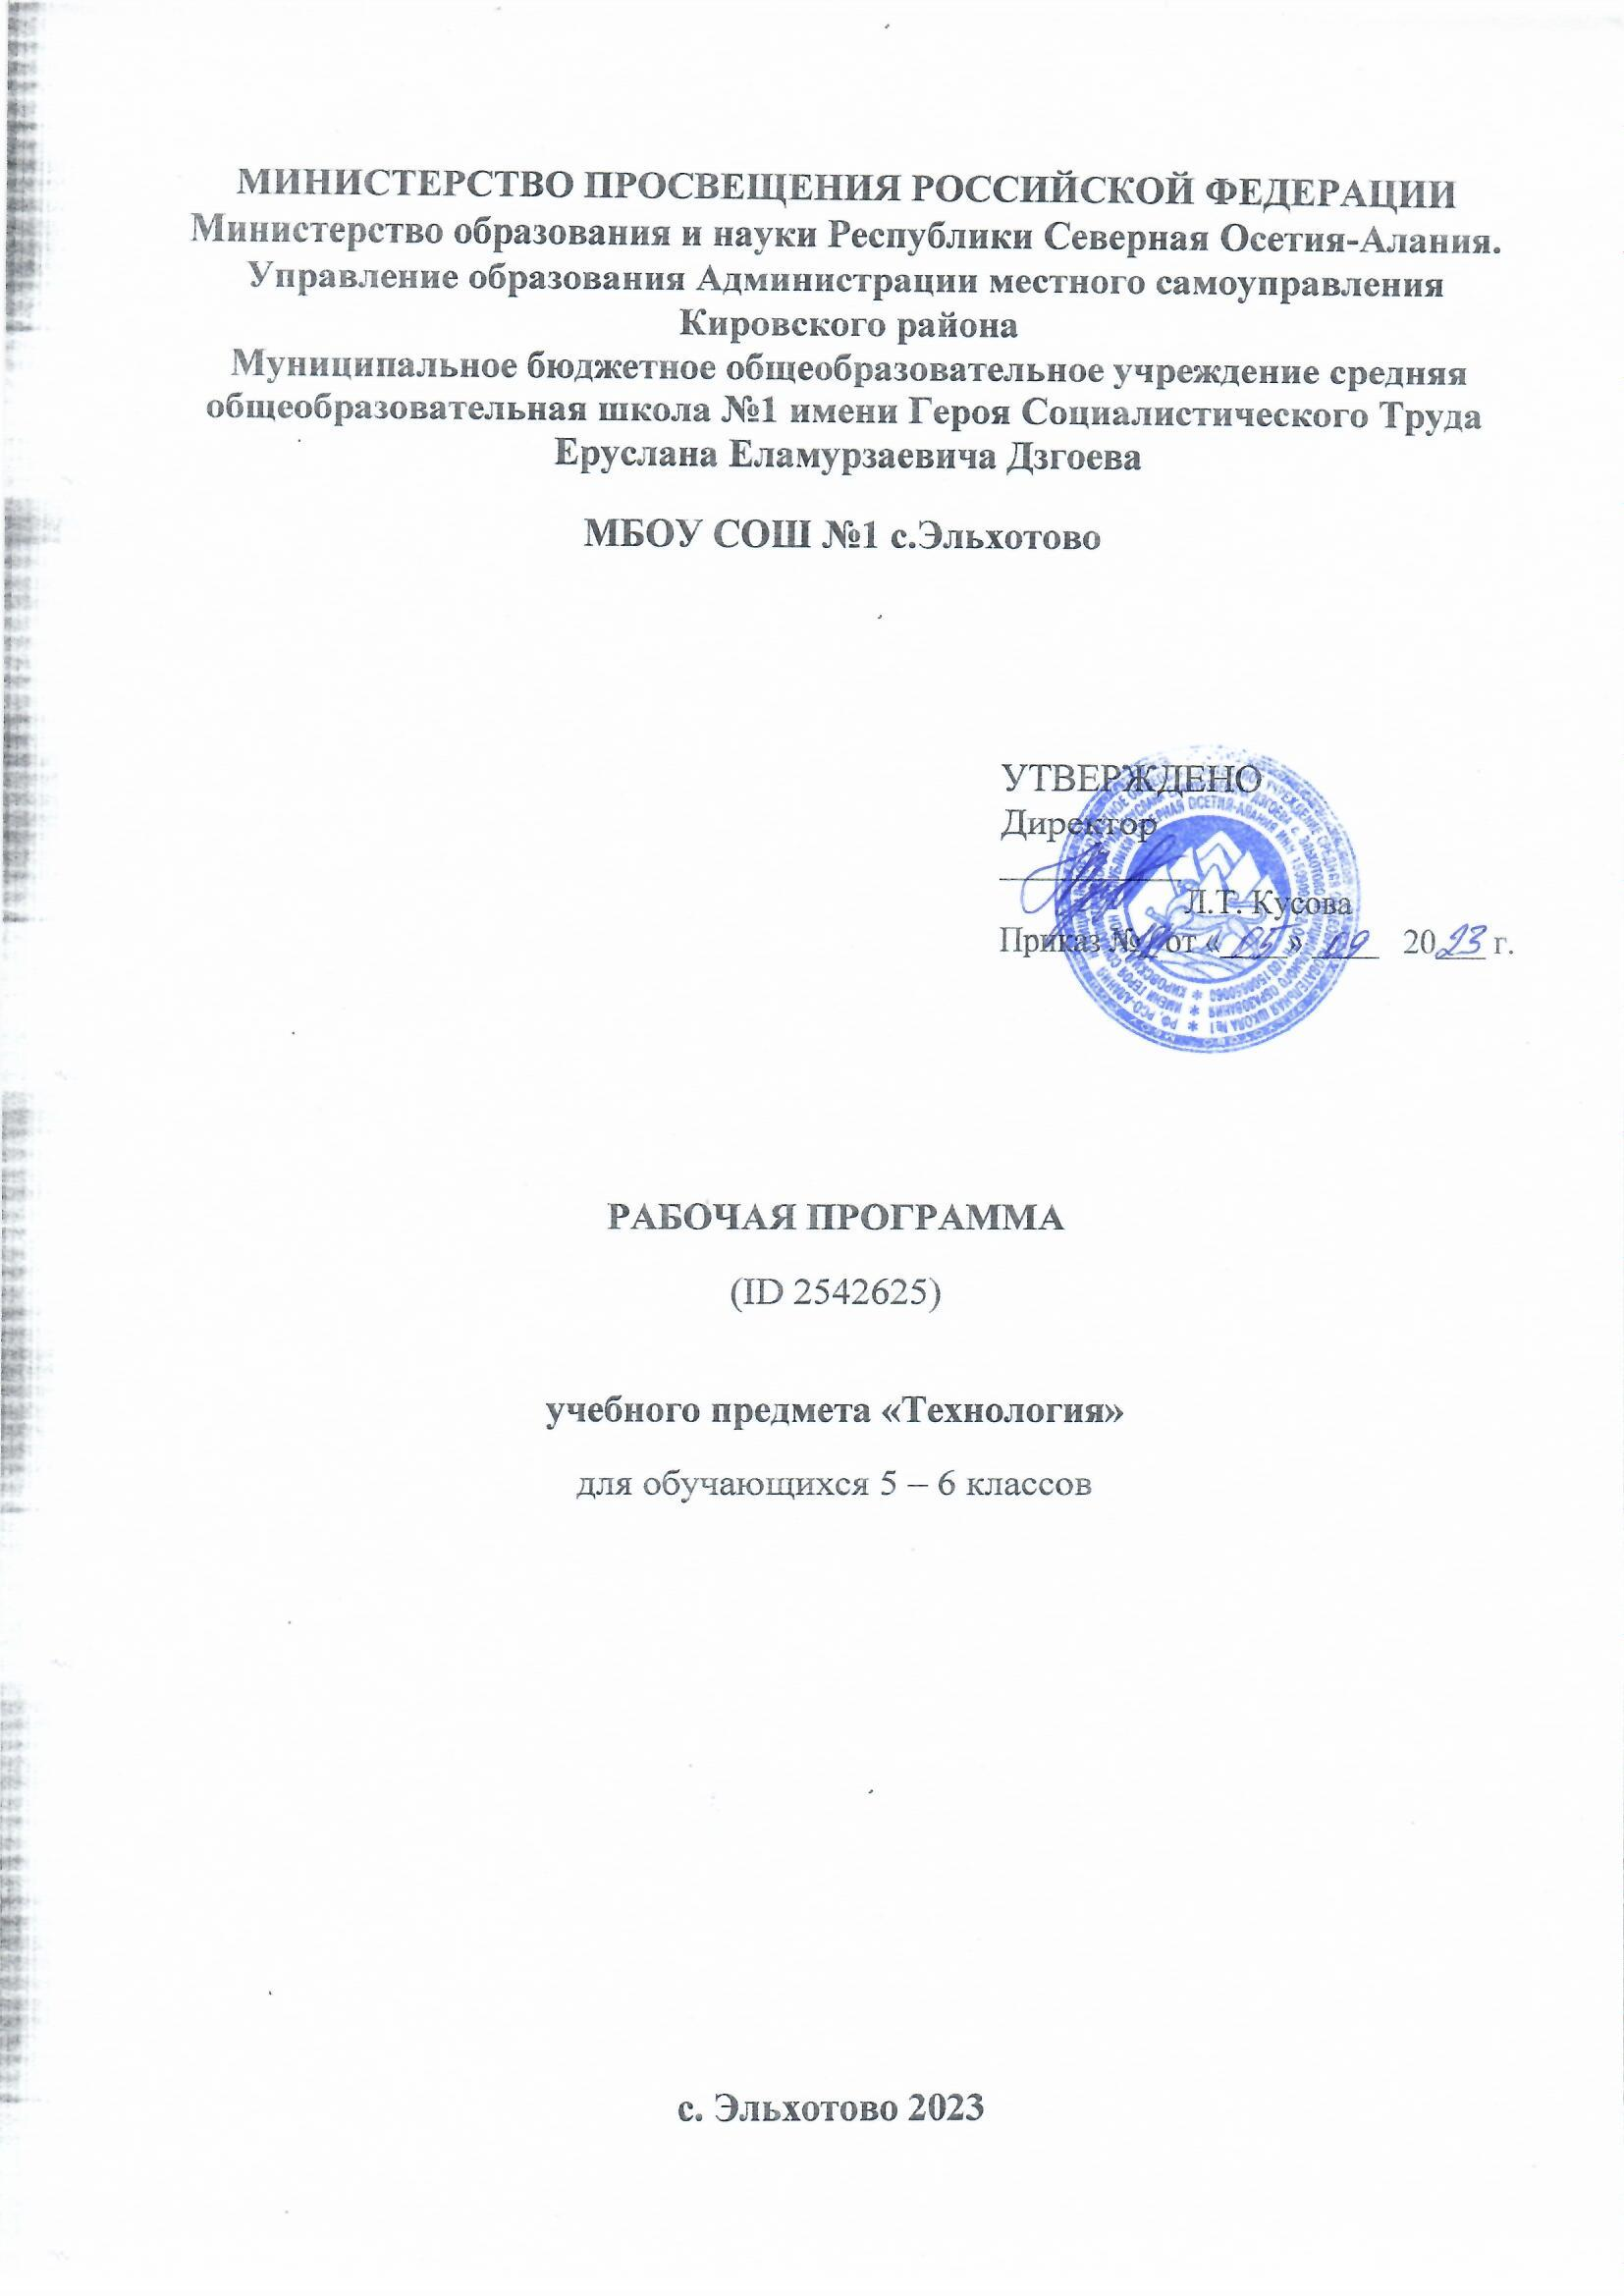 МИНИСТЕРСТВО ПРОСВЕЩЕНИЯ РОССИЙСКОЙ ФЕДЕРАЦИИ
Министерство образования и науки Республики Северная Осетия-Алания.
Управление образования Администрации местного самоуправления
Кировского района
Муниципальное бюджетное общеобразовательное учреждение средняя
общеобразовательная школа №1 имени Героя Социалистического Труда
Еруслана Еламурзаевича Дзгоева
МБОУ СОШ №1 с.Эльхотово
УТВЕРЖДЕНО
Директор
Л.Т. Кусова
Приказ № от « 05 » 09 2023 г.
РАБОЧАЯ ПРОГРАММА
(ID 2542625)
учебного предмета «Технология»
для обучающихся 5 – 6 классов
с. Эльхотово 2023